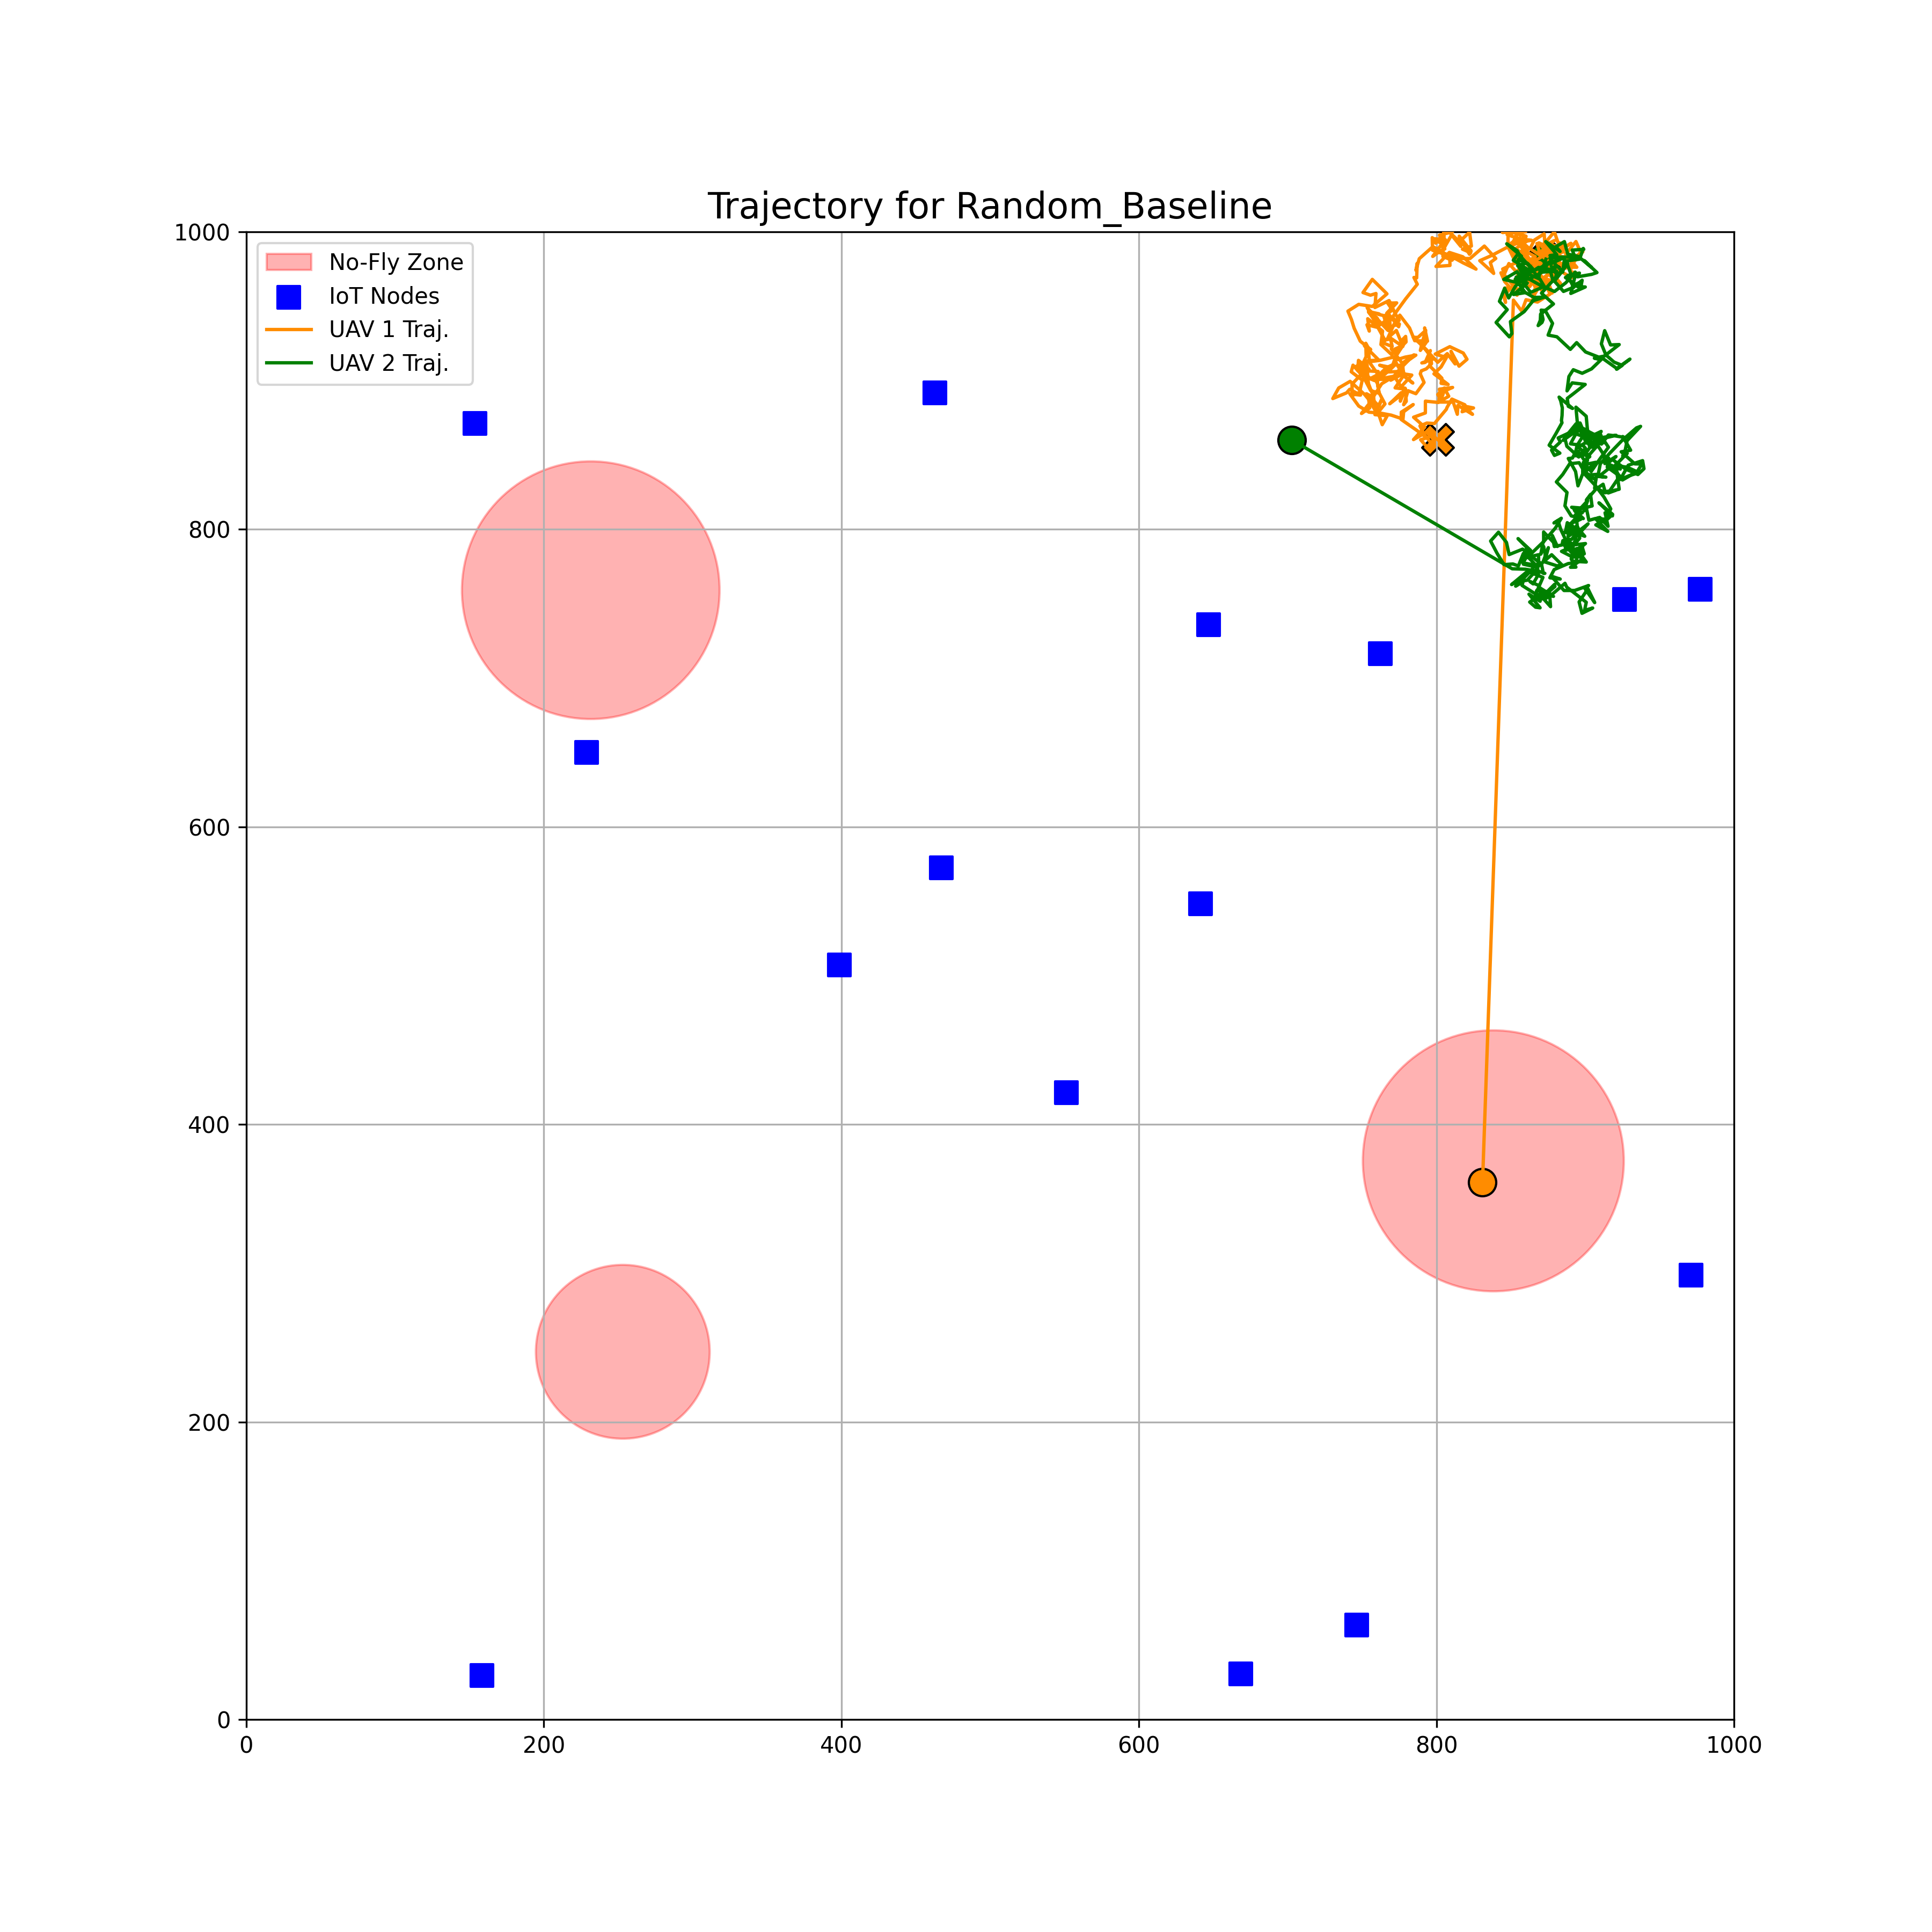 Trajectory for Random_Baseline
1000
800
600
400
200
0
No-Fly Zone
IoT Nodes
UAV 1 Traj.
UAV 2 Traj.
0 200 400 600 800 1000